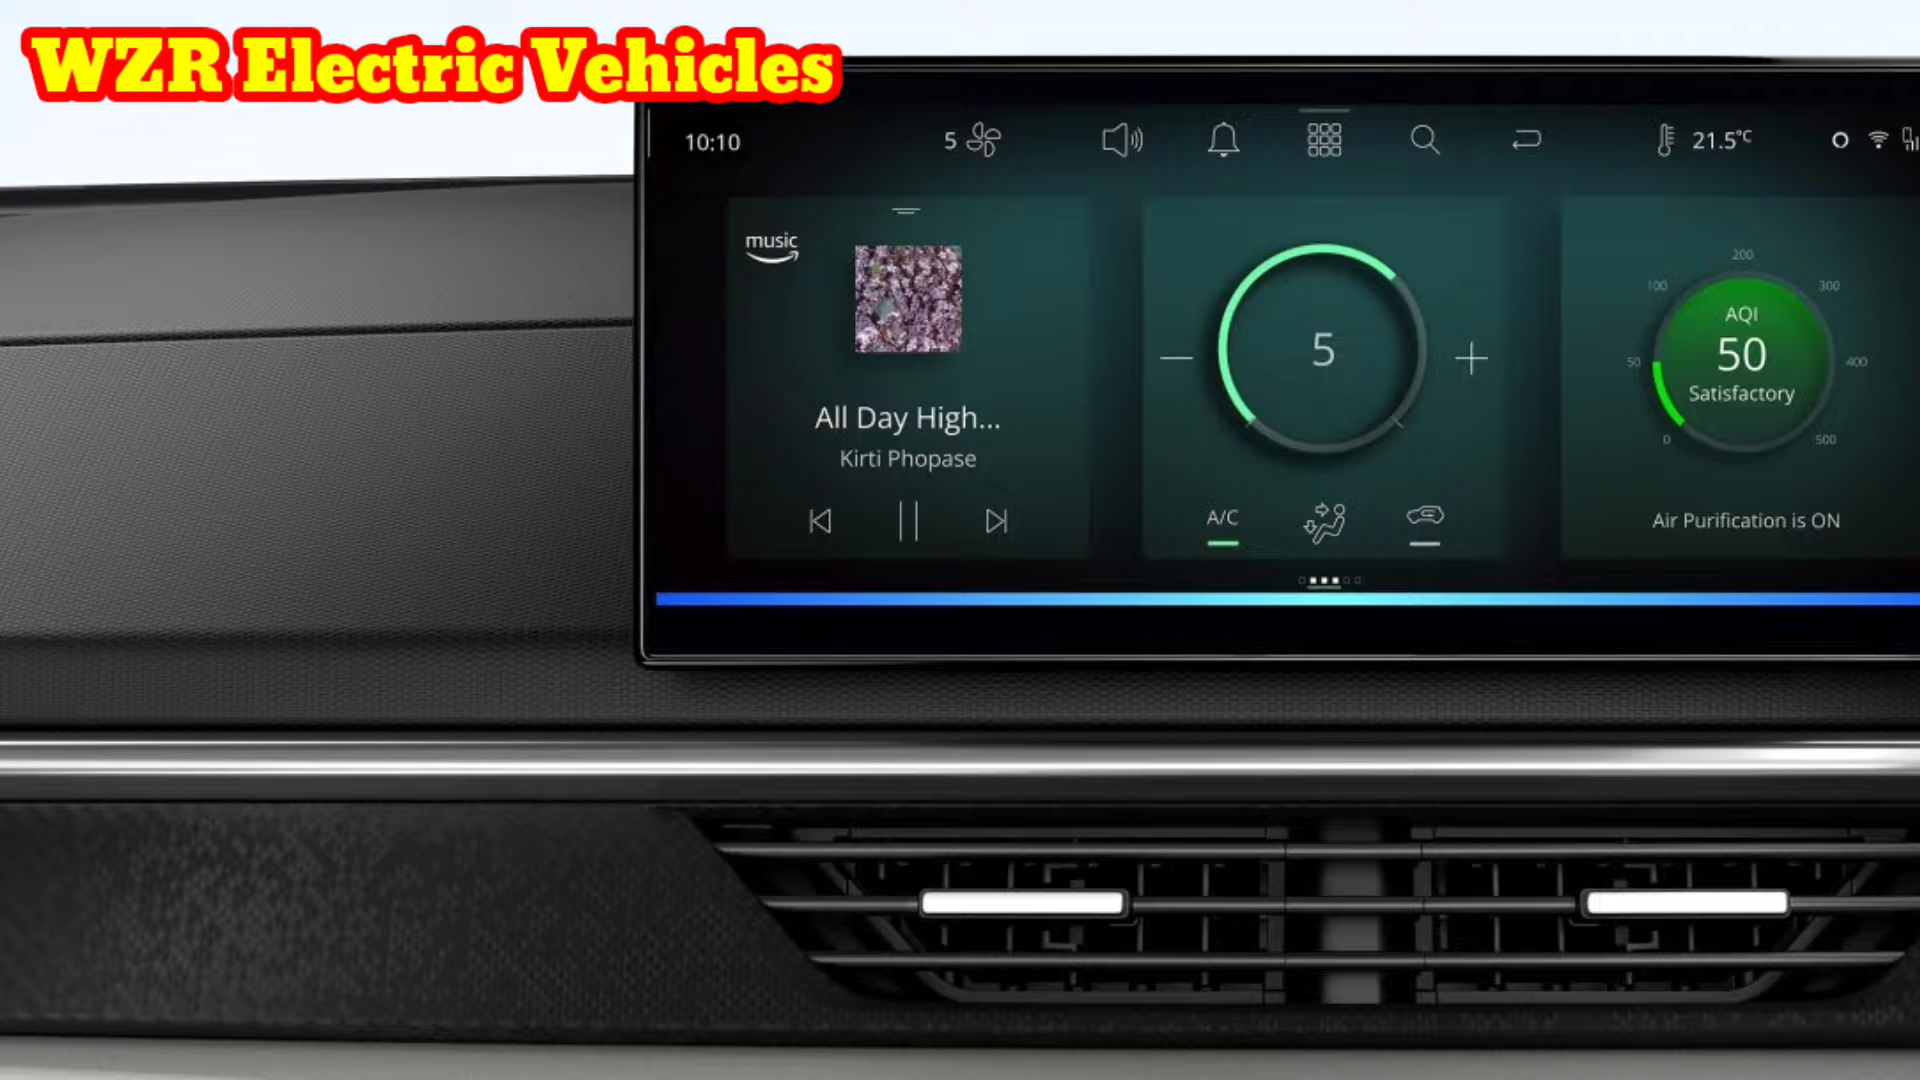 WZR Electric Vehicles
10:10
5
21.5°C
music
All Day High...
Kirti Phopase
5
A/C
0
50
100
200
300
400
500
AQI
50
Satisfactory
Air Purification is ON